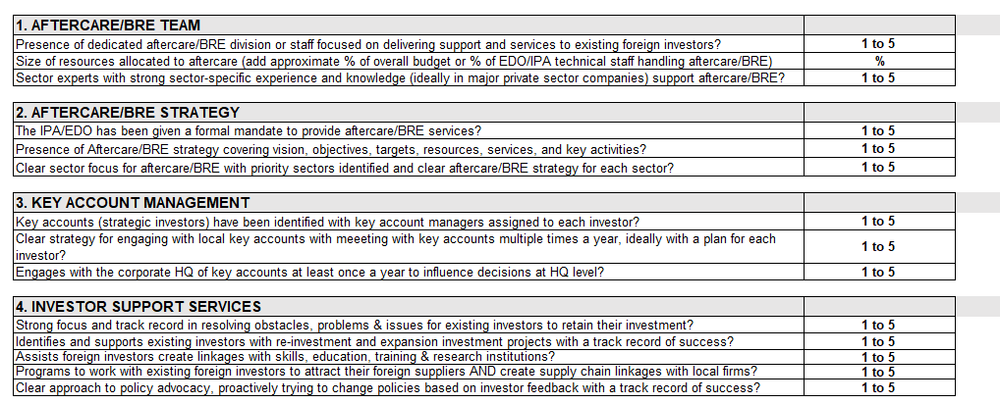 1. AFTERCARE/BRE TEAM
Presence of dedicated aftercare/BRE division or staff focused on delivering support and services to existing foreign investors? 1 to 5
Size of resources allocated to aftercare (add approximate % of overall budget or % of EDO/IPA technical staff handling aftercare/BRE) %
Sector experts with strong sector-specific experience and knowledge (ideally in major private sector companies) support aftercare/BRE? 1 to 5
2. AFTERCARE/BRE STRATEGY
The IPA/EDO has been given a formal mandate to provide aftercare/BRE services? 1 to 5
Presence of Aftercare/BRE strategy covering vision, objectives, targets, resources, services, and key activities? 1 to 5
Clear sector focus for aftercare/BRE with priority sectors identified and clear aftercare/BRE strategy for each sector? 1 to 5
3. KEY ACCOUNT MANAGEMENT
Key accounts (strategic investors) have been identified with key account managers assigned to each investor? 1 to 5
Clear strategy for engaging with local key accounts with meeeting with key accounts multiple times a year, ideally with a plan for each
investor? 1 to 5
Engages with the corporate HQ of key accounts at least once a year to influence decisions at HQ level? 1 to 5
4. INVESTOR SUPPORT SERVICES
Strong focus and track record in resolving obstacles, problems & issues for existing investors to retain their investment? 1 to 5
Identifies and supports existing investors with re-investment and expansion investment projects with a track record of success? 1 to 5
Assists foreign investors create linkages with skills, education, training & research institutions? 1 to 5
Programs to work with existing foreign investors to attract their foreign suppliers AND create supply chain linkages with local firms? 1 to 5
Clear approach to policy advocacy, proactively trying to change policies based on investor feedback with a track record of success? 1 to 5